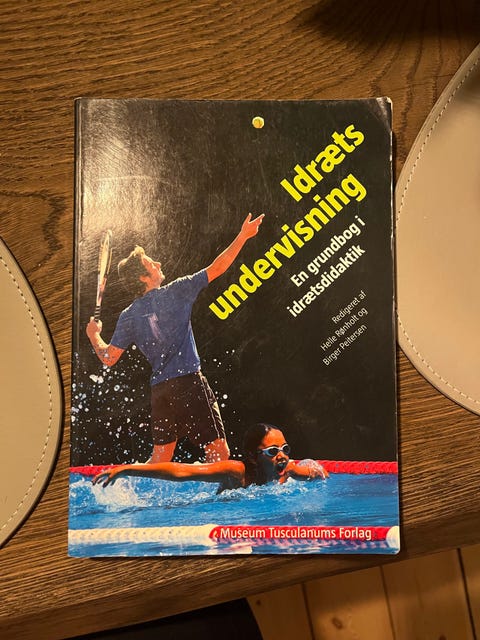 Idræts
undervisning
En grundbog i
idrætsdidaktik
Redigeret af
Helle Rønholt og
Birger Peitersen
Museum Tusculanums Forlag